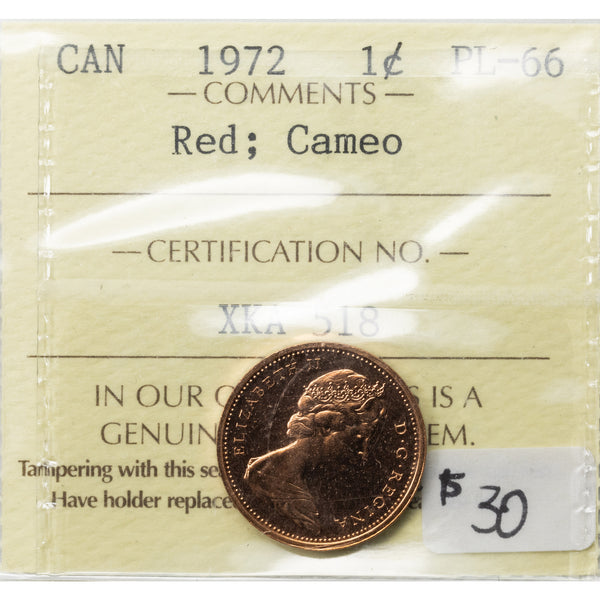 CAN 1972 1¢ PL-66
— COMMENTS —
Red; Cameo
— CERTIFICATION NO. —
XKA 518
IN OUR IS A
GENUIN EM.
Tampering with this
Have holder replace
ELIZABETH II D·G·REGINA
$30